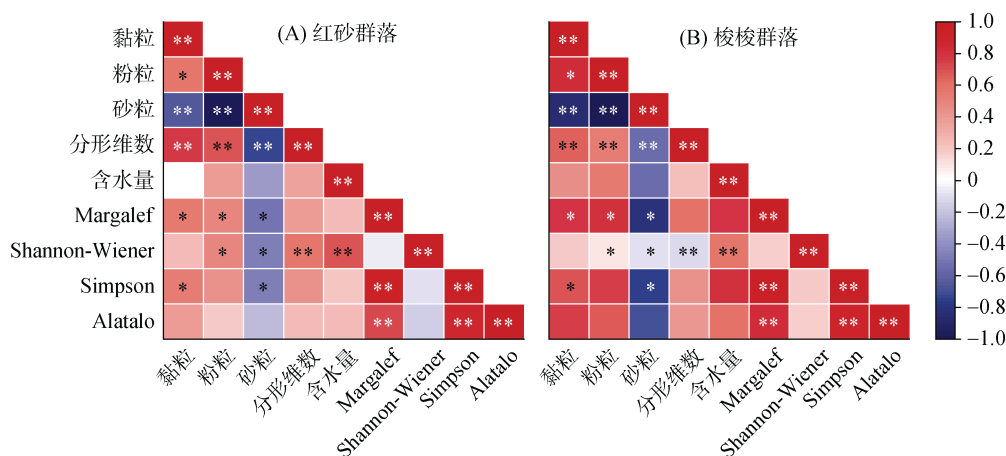 (A) 红砂群落
(B) 梭梭群落
黏粒
粉粒
砂粒
分形维数
含水量
Margalef
Shannon-Wiener
Simpson
Alatalo
**
* **
** ** **
** ** ** **
**
* * * **
* * ** ** **
* * ** **
** ** **
黏粒
粉粒
砂粒
分形维数
含水量
Margalef
Shannon-Wiener
Simpson
Alatalo
**
* **
** ** **
** ** ** **
**
* * * **
* * ** ** **
* * ** **
** ** **
黏粒
粉粒
砂粒
分形维数
含水量
Margalef
Shannon-Wiener
Simpson
Alatalo
1.0
0.8
0.6
0.4
0.2
0
−0.2
−0.4
−0.6
−0.8
−1.0